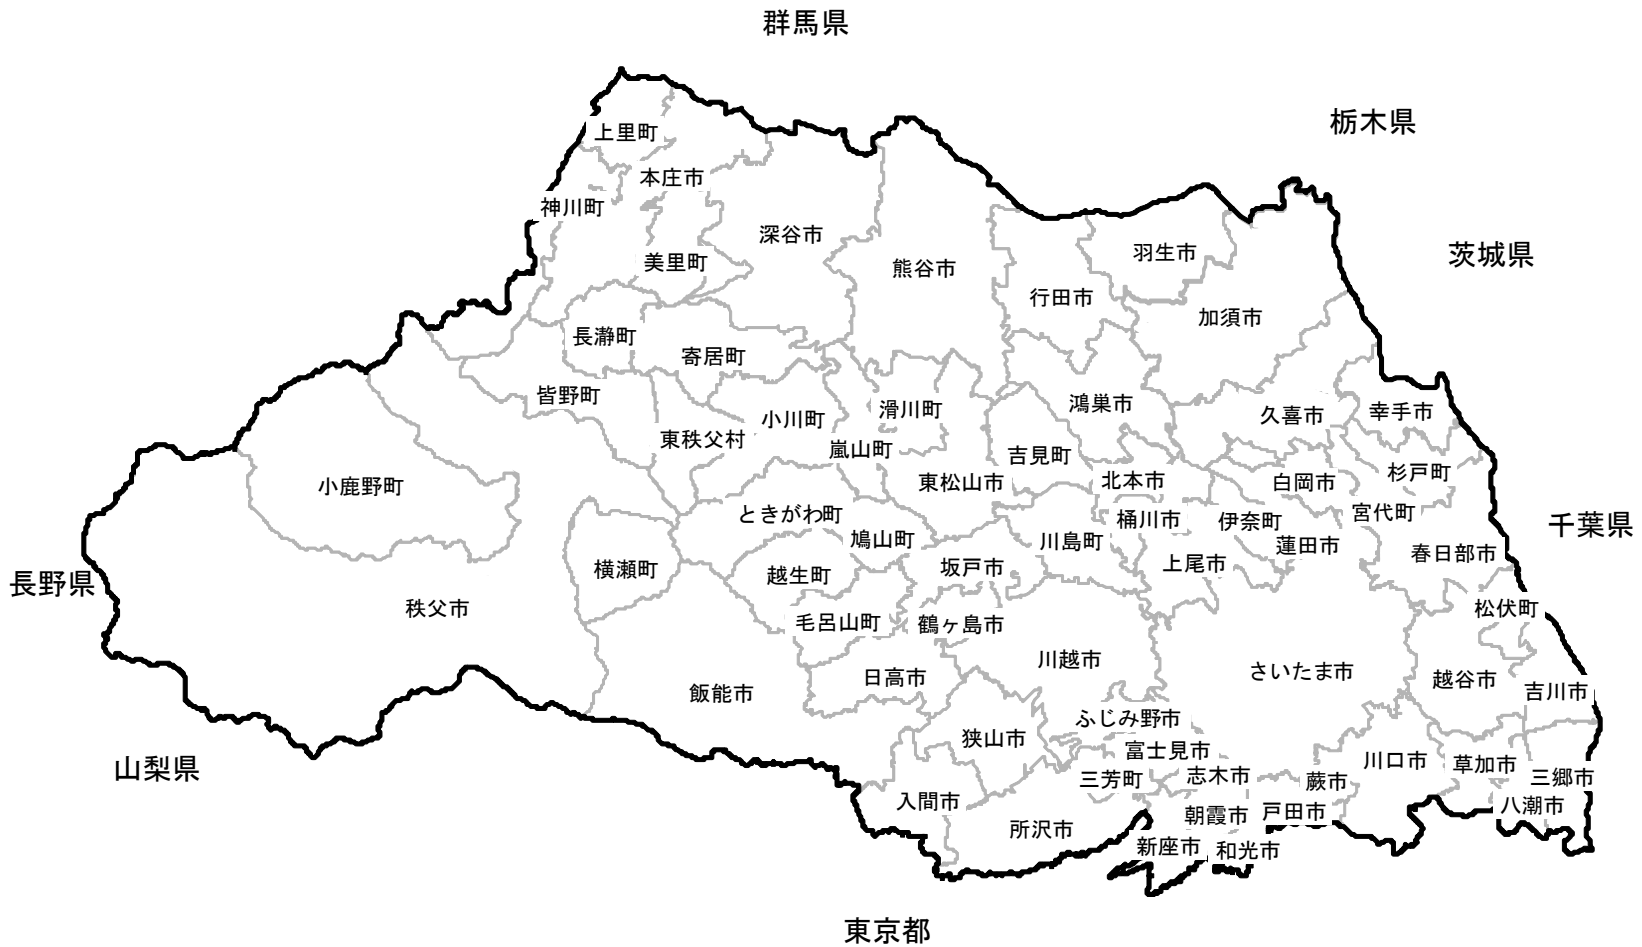 群馬県
栃木県
上里町
本庄市
神川町
深谷市
羽生市
茨城県
美里町
熊谷市
行田市
加須市
長瀞町
寄居町
皆野町
小川町
滑川町
鴻巣市
久喜市
幸手市
東秩父村
嵐山町
吉見町
小鹿野町
東松山市
北本市
白岡市
杉戸町
ときがわ町
桶川市
伊奈町
宮代町
千葉県
鳩山町
川島町
蓮田市
春日部市
長野県
横瀬町
越生町
坂戸市
上尾市
秩父市
毛呂山町
鶴ヶ島市
松伏町
川越市
さいたま市
日高市
越谷市
飯能市
吉川市
ふじみ野市
狭山市
富士見市
川口市
草加市
山梨県
三芳町
志木市
蕨市
三郷市
入間市
朝霞市
戸田市
八潮市
所沢市
新座市
和光市
東京都